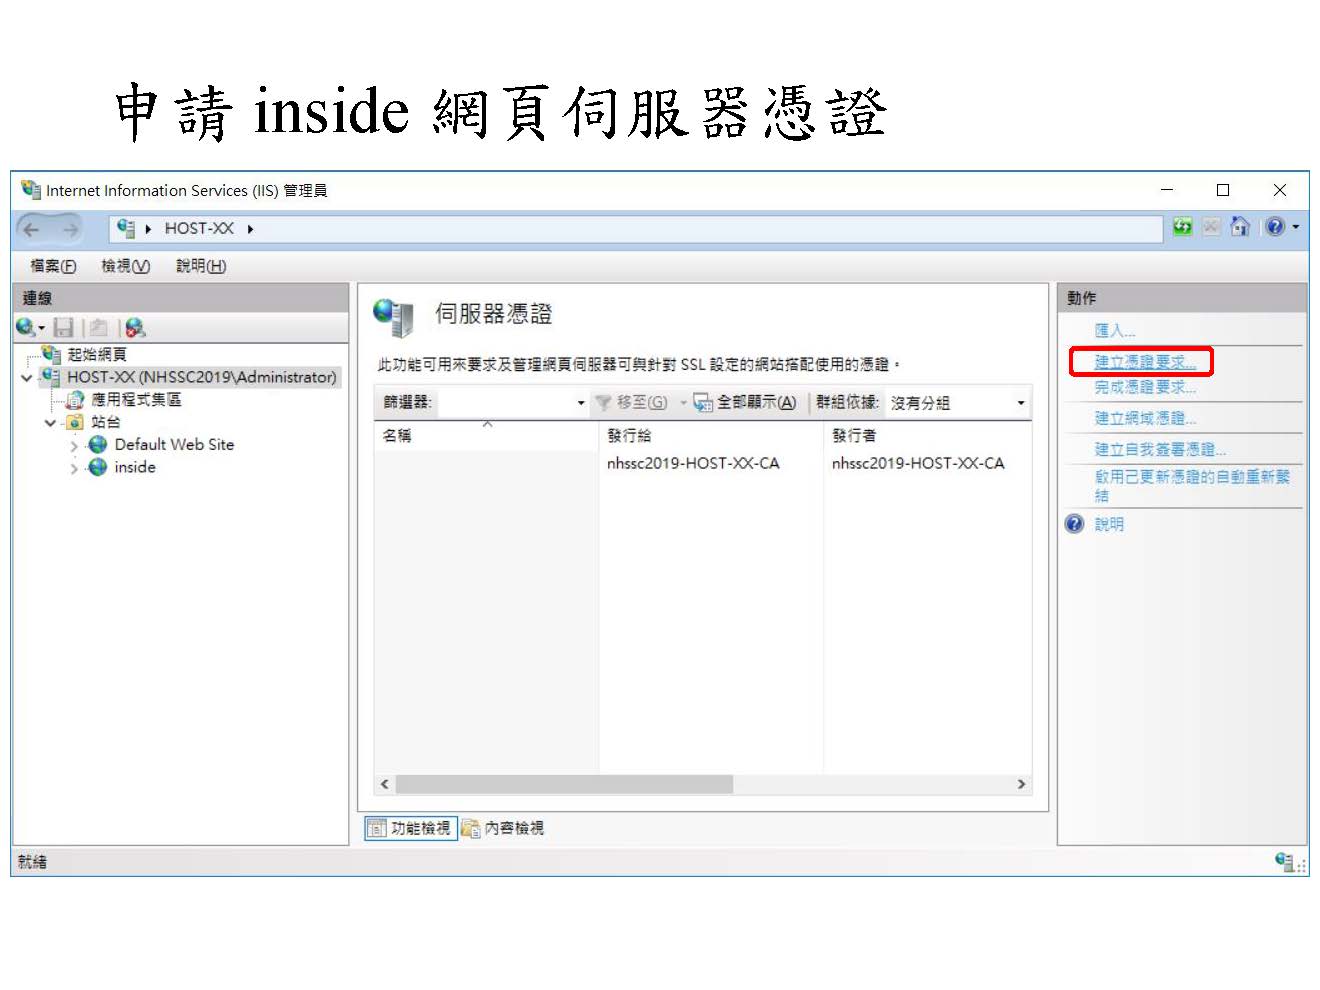 申請 inside 網頁伺服器憑證
Internet Information Services (IIS) 管理員
HOST-XX
檔案(F) 檢視(V) 說明(H)
連線
起始網頁
HOST-XX (NHSSC2019\Administrator)
應用程式集區
站台
Default Web Site
inside
伺服器憑證
此功能可用來要求及管理網頁伺服器可與針對 SSL 設定的網站搭配使用的憑證。
篩選器: 移至(G) 全部顯示(A) 群組依據: 沒有分組
名稱 發行給 發行者
nhssc2019-HOST-XX-CA nhssc2019-HOST-XX-CA
功能檢視 內容檢視
動作
匯入...
建立憑證要求...
完成憑證要求...
建立網域憑證...
建立自我簽署憑證...
啟用已更新憑證的自動重新繫
結
說明
就緒